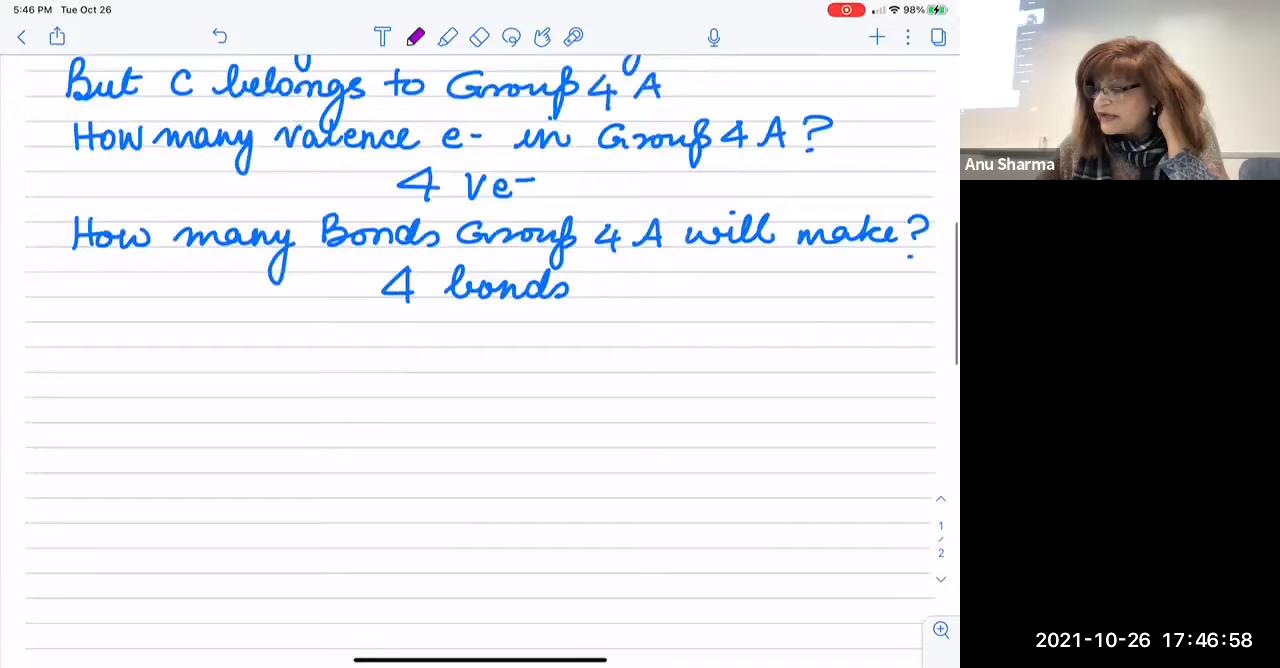 5:46 PM Tue Oct 26
98%
But C belongs to Group 4 A
How many valence e- in Group 4 A?
4 ve-
How many Bonds Group 4 A will make?
4 bonds
1
/
2
Anu Sharma
2021-10-26 17:46:58